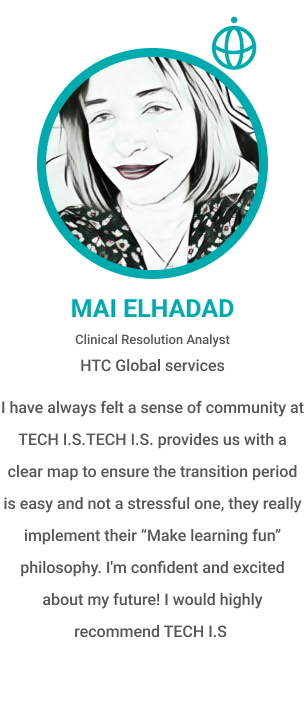 MAI ELHADAD
Clinical Resolution Analyst
HTC Global services
I have always felt a sense of community at
TECH I.S.TECH I.S. provides us with a
clear map to ensure the transition period
is easy and not a stressful one, they really
implement their “Make learning fun”
philosophy. I'm confident and excited
about my future! I would highly
recommend TECH I.S